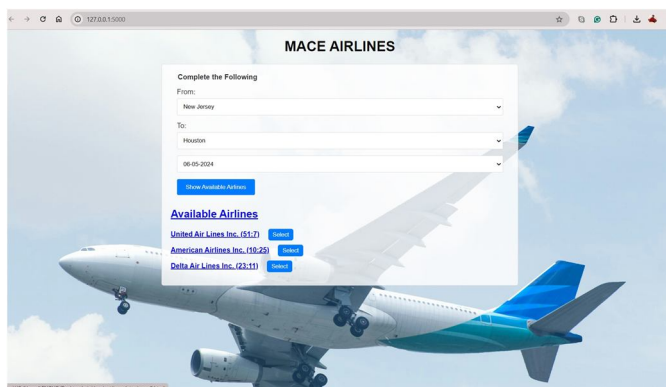 127.0.0.1:5000
MACE AIRLINES
Complete the Following
From:
New Jersey
To:
Houston
06-05-2024
Show Available Airlines
Available Airlines
United Air Lines Inc. (51:7) Select
American Airlines Inc. (10:25) Select
Delta Air Lines Inc. (23:11) Select